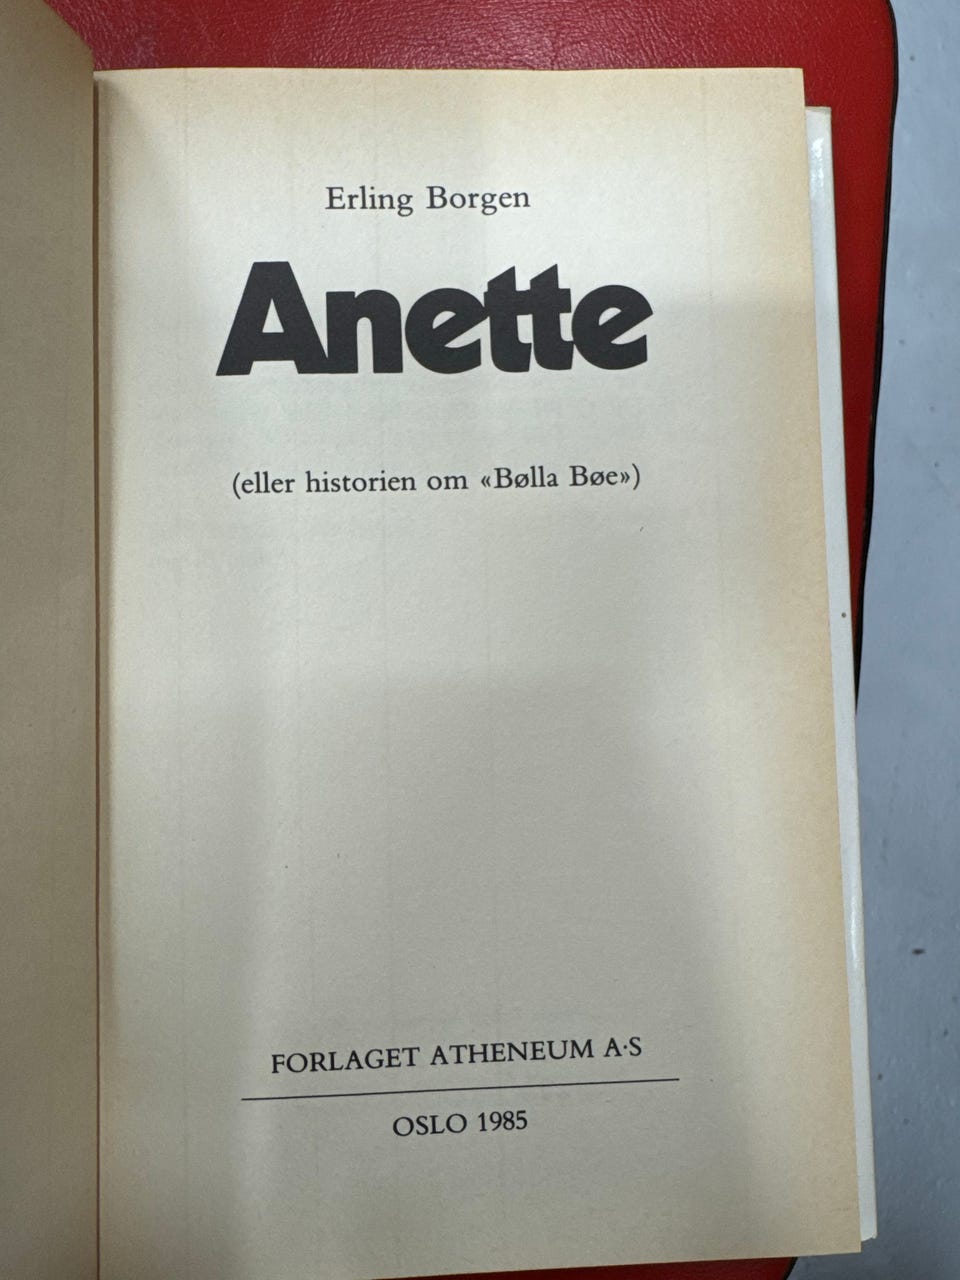 Erling Borgen
Anette
(eller historien om «Bølla Bøe»)
FORLAGET ATHENEUM A·S
OSLO 1985